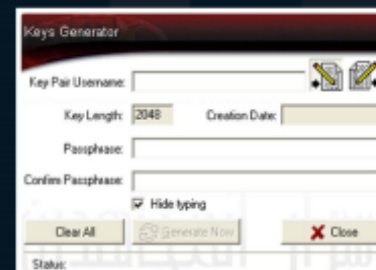 Keys Generator
Key Pair Username:
Key Length: 2048 Creation Date:
Passphrase:
Confirm Passphrase:
Hide typing
Clear All Generate Now Close
Status: